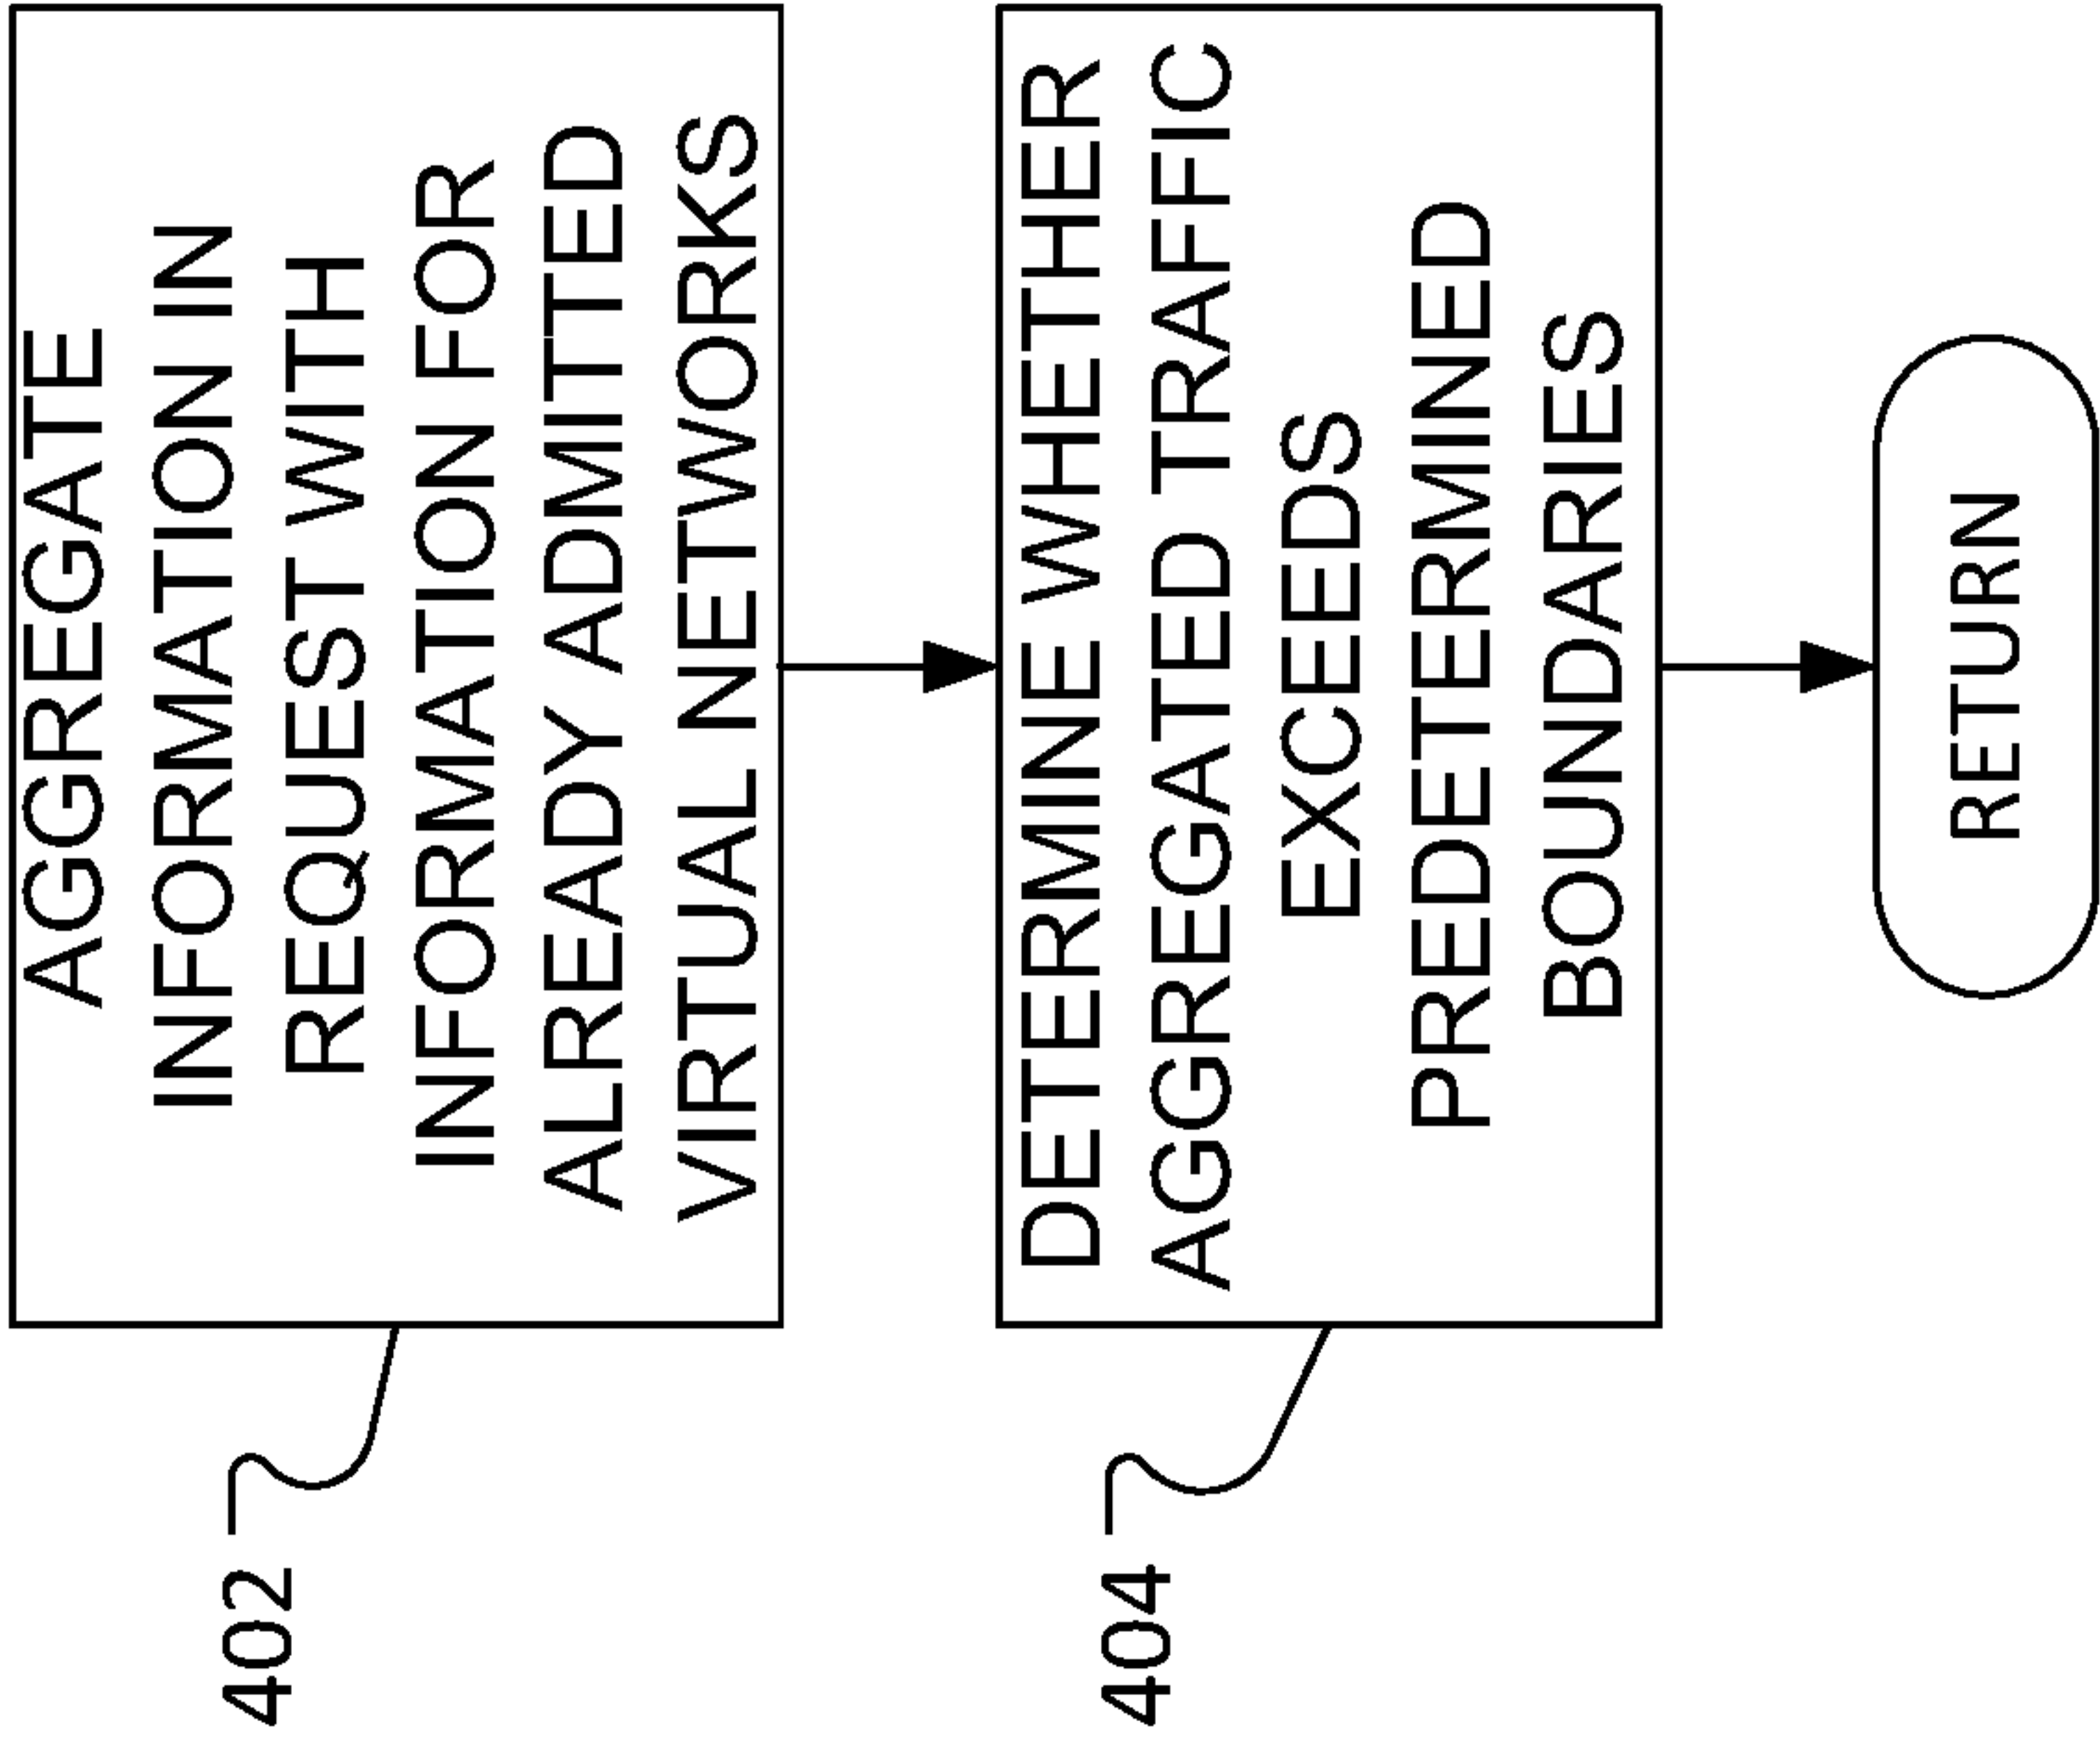 AGGREGATE
INFORMATION IN
REQUEST WITH
INFORMATION FOR
ALREADY ADMITTED
VIRTUAL NETWORKS
402
DETERMINE WHETHER
AGGREGATED TRAFFIC
EXCEEDS
PREDETERMINED
BOUNDARIES
404
RETURN